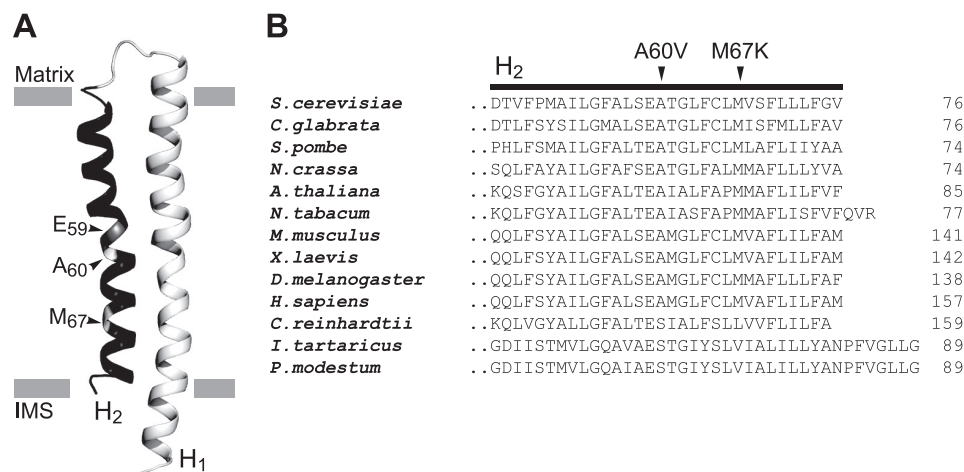 A
B
A60V M67K
H2
Matrix
S.cerevisiae ..DTVFPMAILGFALSEATGLFCLMVSFLLLFGV 76
C.glabrata ..DTLFSYSILGMALSEATGLFCLMISFMLLFAV 76
S.pombe ..PHLFSMAILGFALTEATGLFCLMLAFLIIYAA 74
N.crassa ..SQLFAYAILGFAFSEATGLFALMMAFLLLYVA 74
A.thaliana ..KQSFGYAILGFALTEAIALFAPMMAFLILFVF 85
N.tabacum ..KQLFGYAILGFALTEAIASFAPMMAFLISFVFQVR 77
M.musculus ..QQLFSYAILGFALSEAMGLFCLMVAFLILFAM 141
X.laevis ..QQLFSYAILGFALSEAMGLFCLMVAFLILFAM 142
D.melanogaster ..QQLFSYAILGFALSEAMGLFCLMMAFLLLFAF 138
H.sapiens ..QQLFSYAILGFALSEAMGLFCLMVAFLILFAM 157
C.reinhardtii ..KQLVGYALLGFALTESIALFSLLVVFLILFA 159
I.tartaricus ..GDIISTMVLGQAVAESTGIYSLVIALILLYANPFVGLLG 89
P.modestum ..GDIISTMVLGQAIAESTGIYSLVIALILLYANPFVGLLG 89
E59
A60
M67
IMS
H2
H1